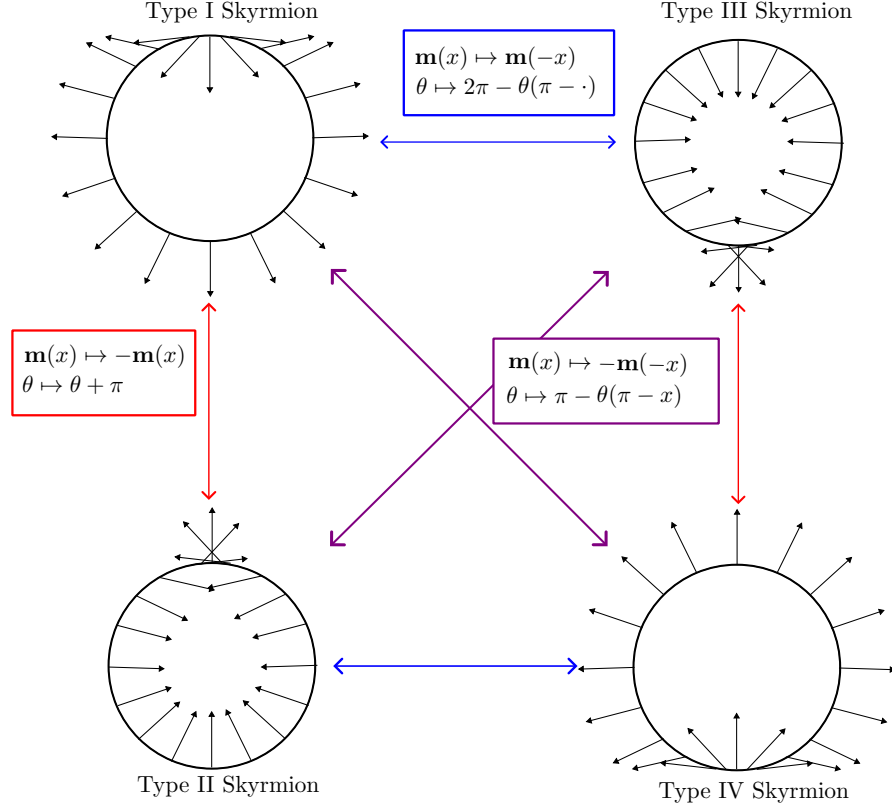 Type I Skyrmion
Type III Skyrmion
𝐦(x) ↦ 𝐦(−x)
θ ↦ 2π − θ(π − ·)
𝐦(x) ↦ −𝐦(x)
θ ↦ θ + π
𝐦(x) ↦ −𝐦(−x)
θ ↦ π − θ(π − x)
Type II Skyrmion
Type IV Skyrmion